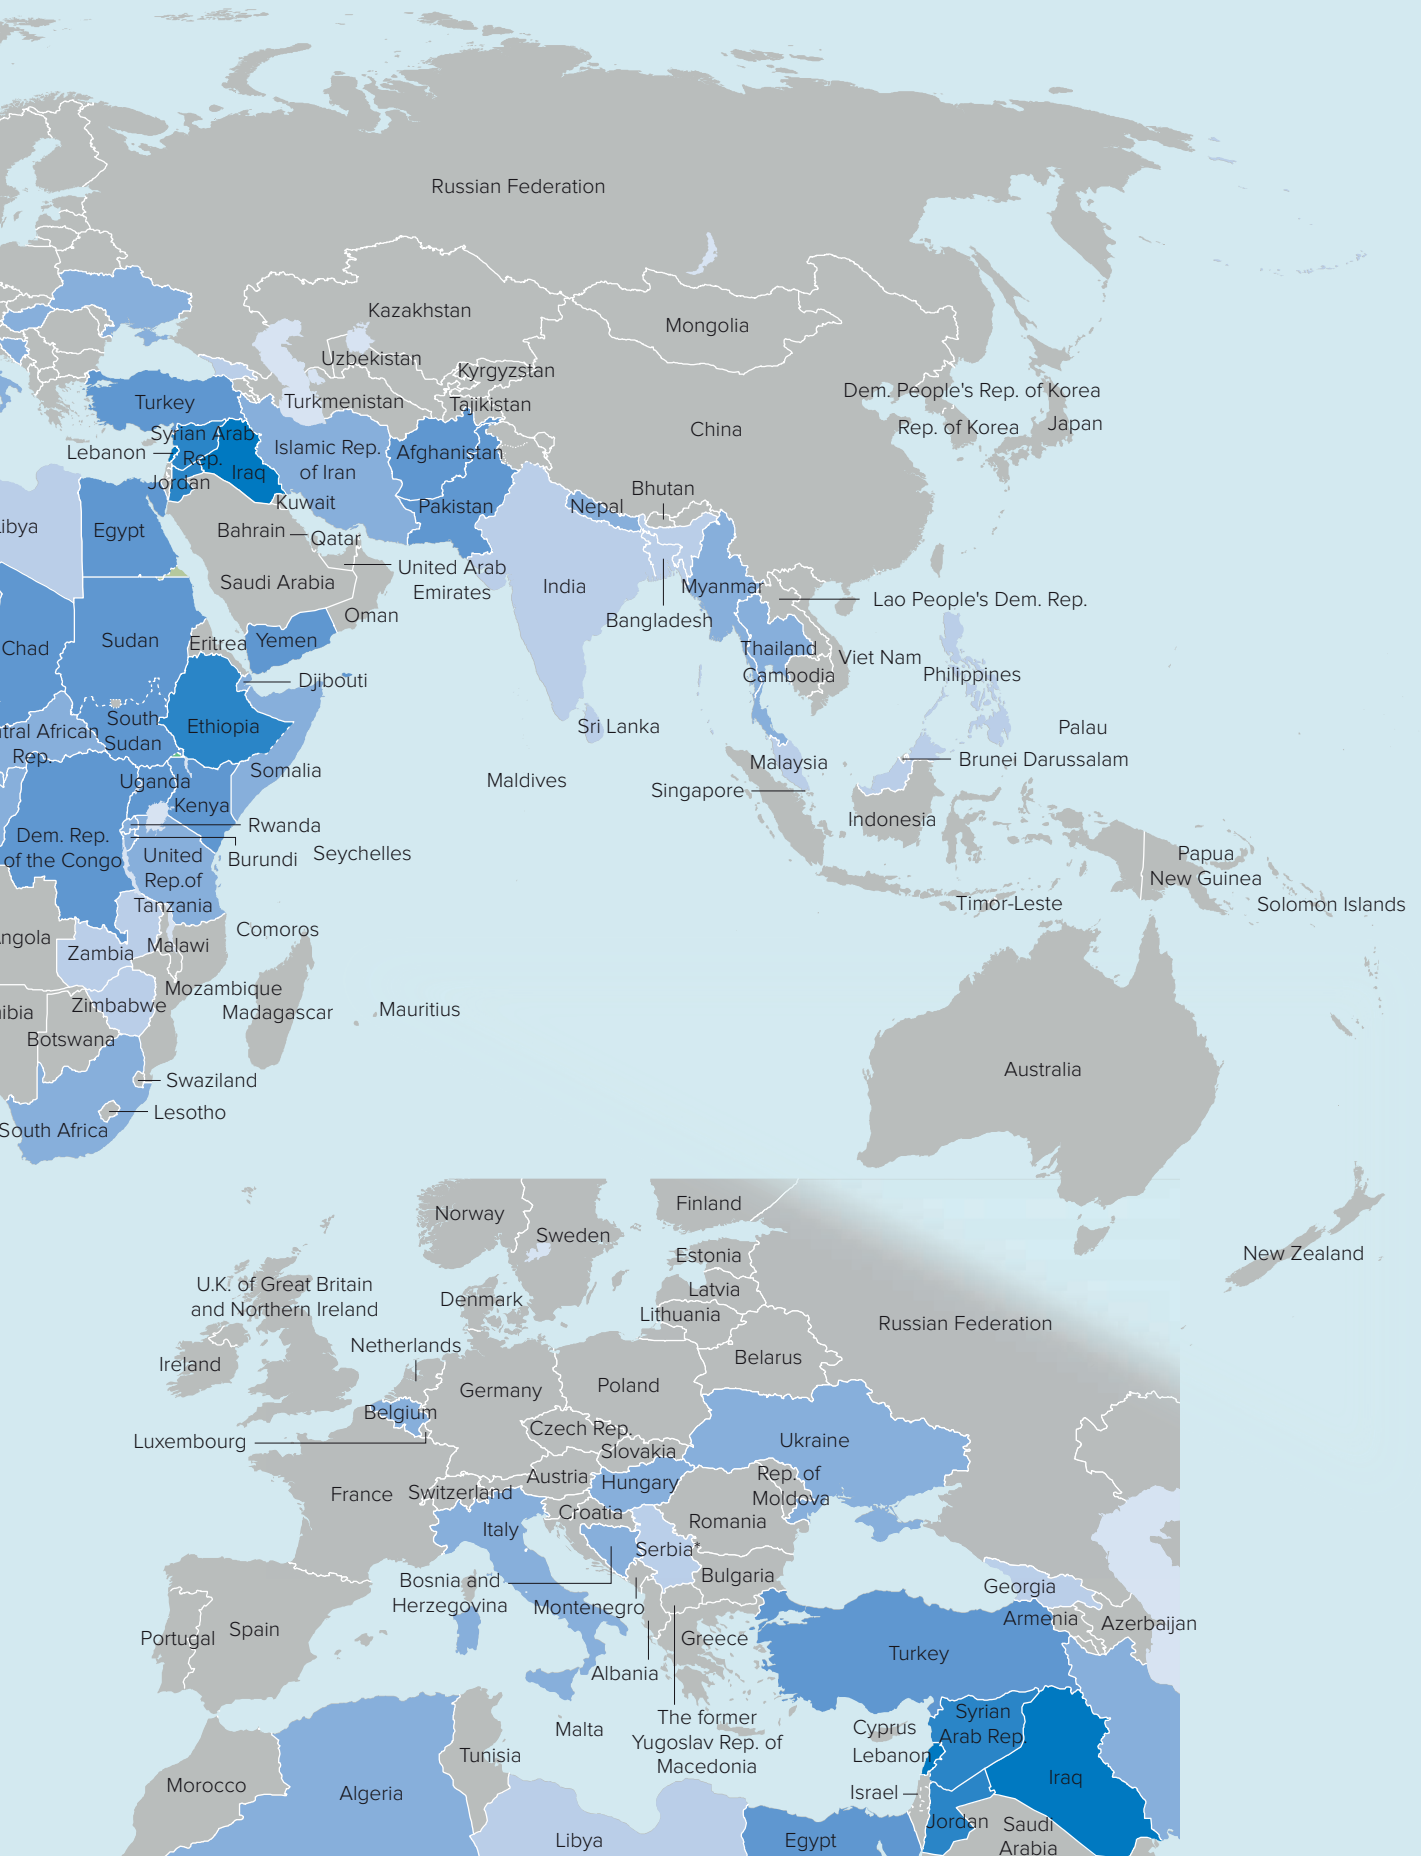 Russian Federation
Kazakhstan
Mongolia
Uzbekistan
Kyrgyzstan
Dem. People's Rep. of Korea
Turkey
Turkmenistan
Tajikistan
China
Rep. of Korea
Japan
Syrian Arab
Rep.
Lebanon
Islamic Rep.
of Iran
Afghanistan
Iraq
Jordan
Kuwait
Pakistan
Nepal
Bhutan
ibya
Egypt
Bahrain
Qatar
United Arab
Emirates
Saudi Arabia
India
Myanmar
Lao People's Dem. Rep.
Oman
Bangladesh
Chad
Sudan
Eritrea
Yemen
Thailand
Viet Nam
Cambodia
Philippines
Djibouti
tral African
Rep.
South
Sudan
Ethiopia
Sri Lanka
Palau
Somalia
Malaysia
Brunei Darussalam
Uganda
Maldives
Singapore
Kenya
Indonesia
Dem. Rep.
of the Congo
Rwanda
Burundi
Seychelles
United
Rep.of
Tanzania
Papua
New Guinea
Timor-Leste
Solomon Islands
ngola
Zambia
Malawi
Comoros
Mozambique
Zimbabwe
Madagascar
Mauritius
ibia
Botswana
Australia
Swaziland
Lesotho
South Africa
New Zealand
Norway
Sweden
Finland
Estonia
U.K. of Great Britain
and Northern Ireland
Denmark
Latvia
Lithuania
Russian Federation
Netherlands
Ireland
Belarus
Germany
Poland
Belgium
Luxembourg
Czech Rep.
Slovakia
Ukraine
Austria
Hungary
Rep. of
Moldova
France
Switzerland
Croatia
Romania
Italy
Serbia*
Bosnia and
Herzegovina
Bulgaria
Georgia
Montenegro
Armenia
Azerbaijan
Portugal
Spain
Greece
Turkey
Albania
The former
Yugoslav Rep. of
Macedonia
Malta
Cyprus
Syrian
Arab Rep.
Lebanon
Tunisia
Morocco
Algeria
Israel
Iraq
Jordan
Saudi
Arabia
Libya
Egypt